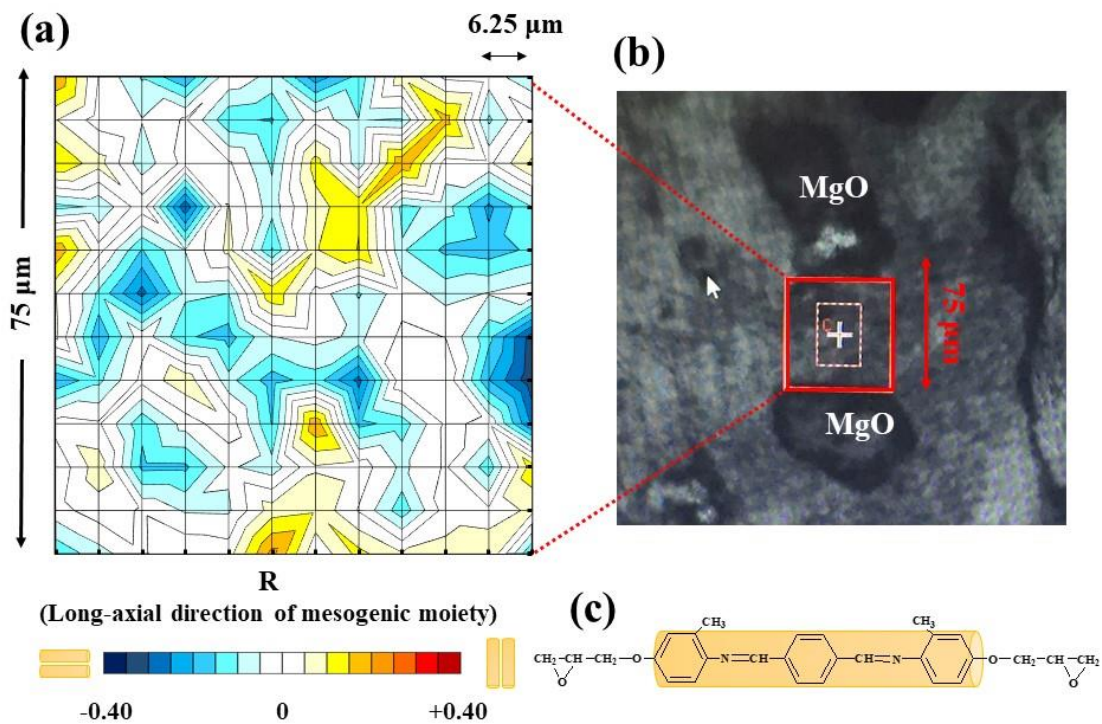 (a)
6.25 μm
75 μm
R
(Long-axial direction of mesogenic moiety)
-0.40
0
+0.40
(b)
MgO
C
75 μm
MgO
(c)
CH₃
CH₃
CH₂ CH CH₂ O N CH CH N O CH₂ CH CH₂
O
O